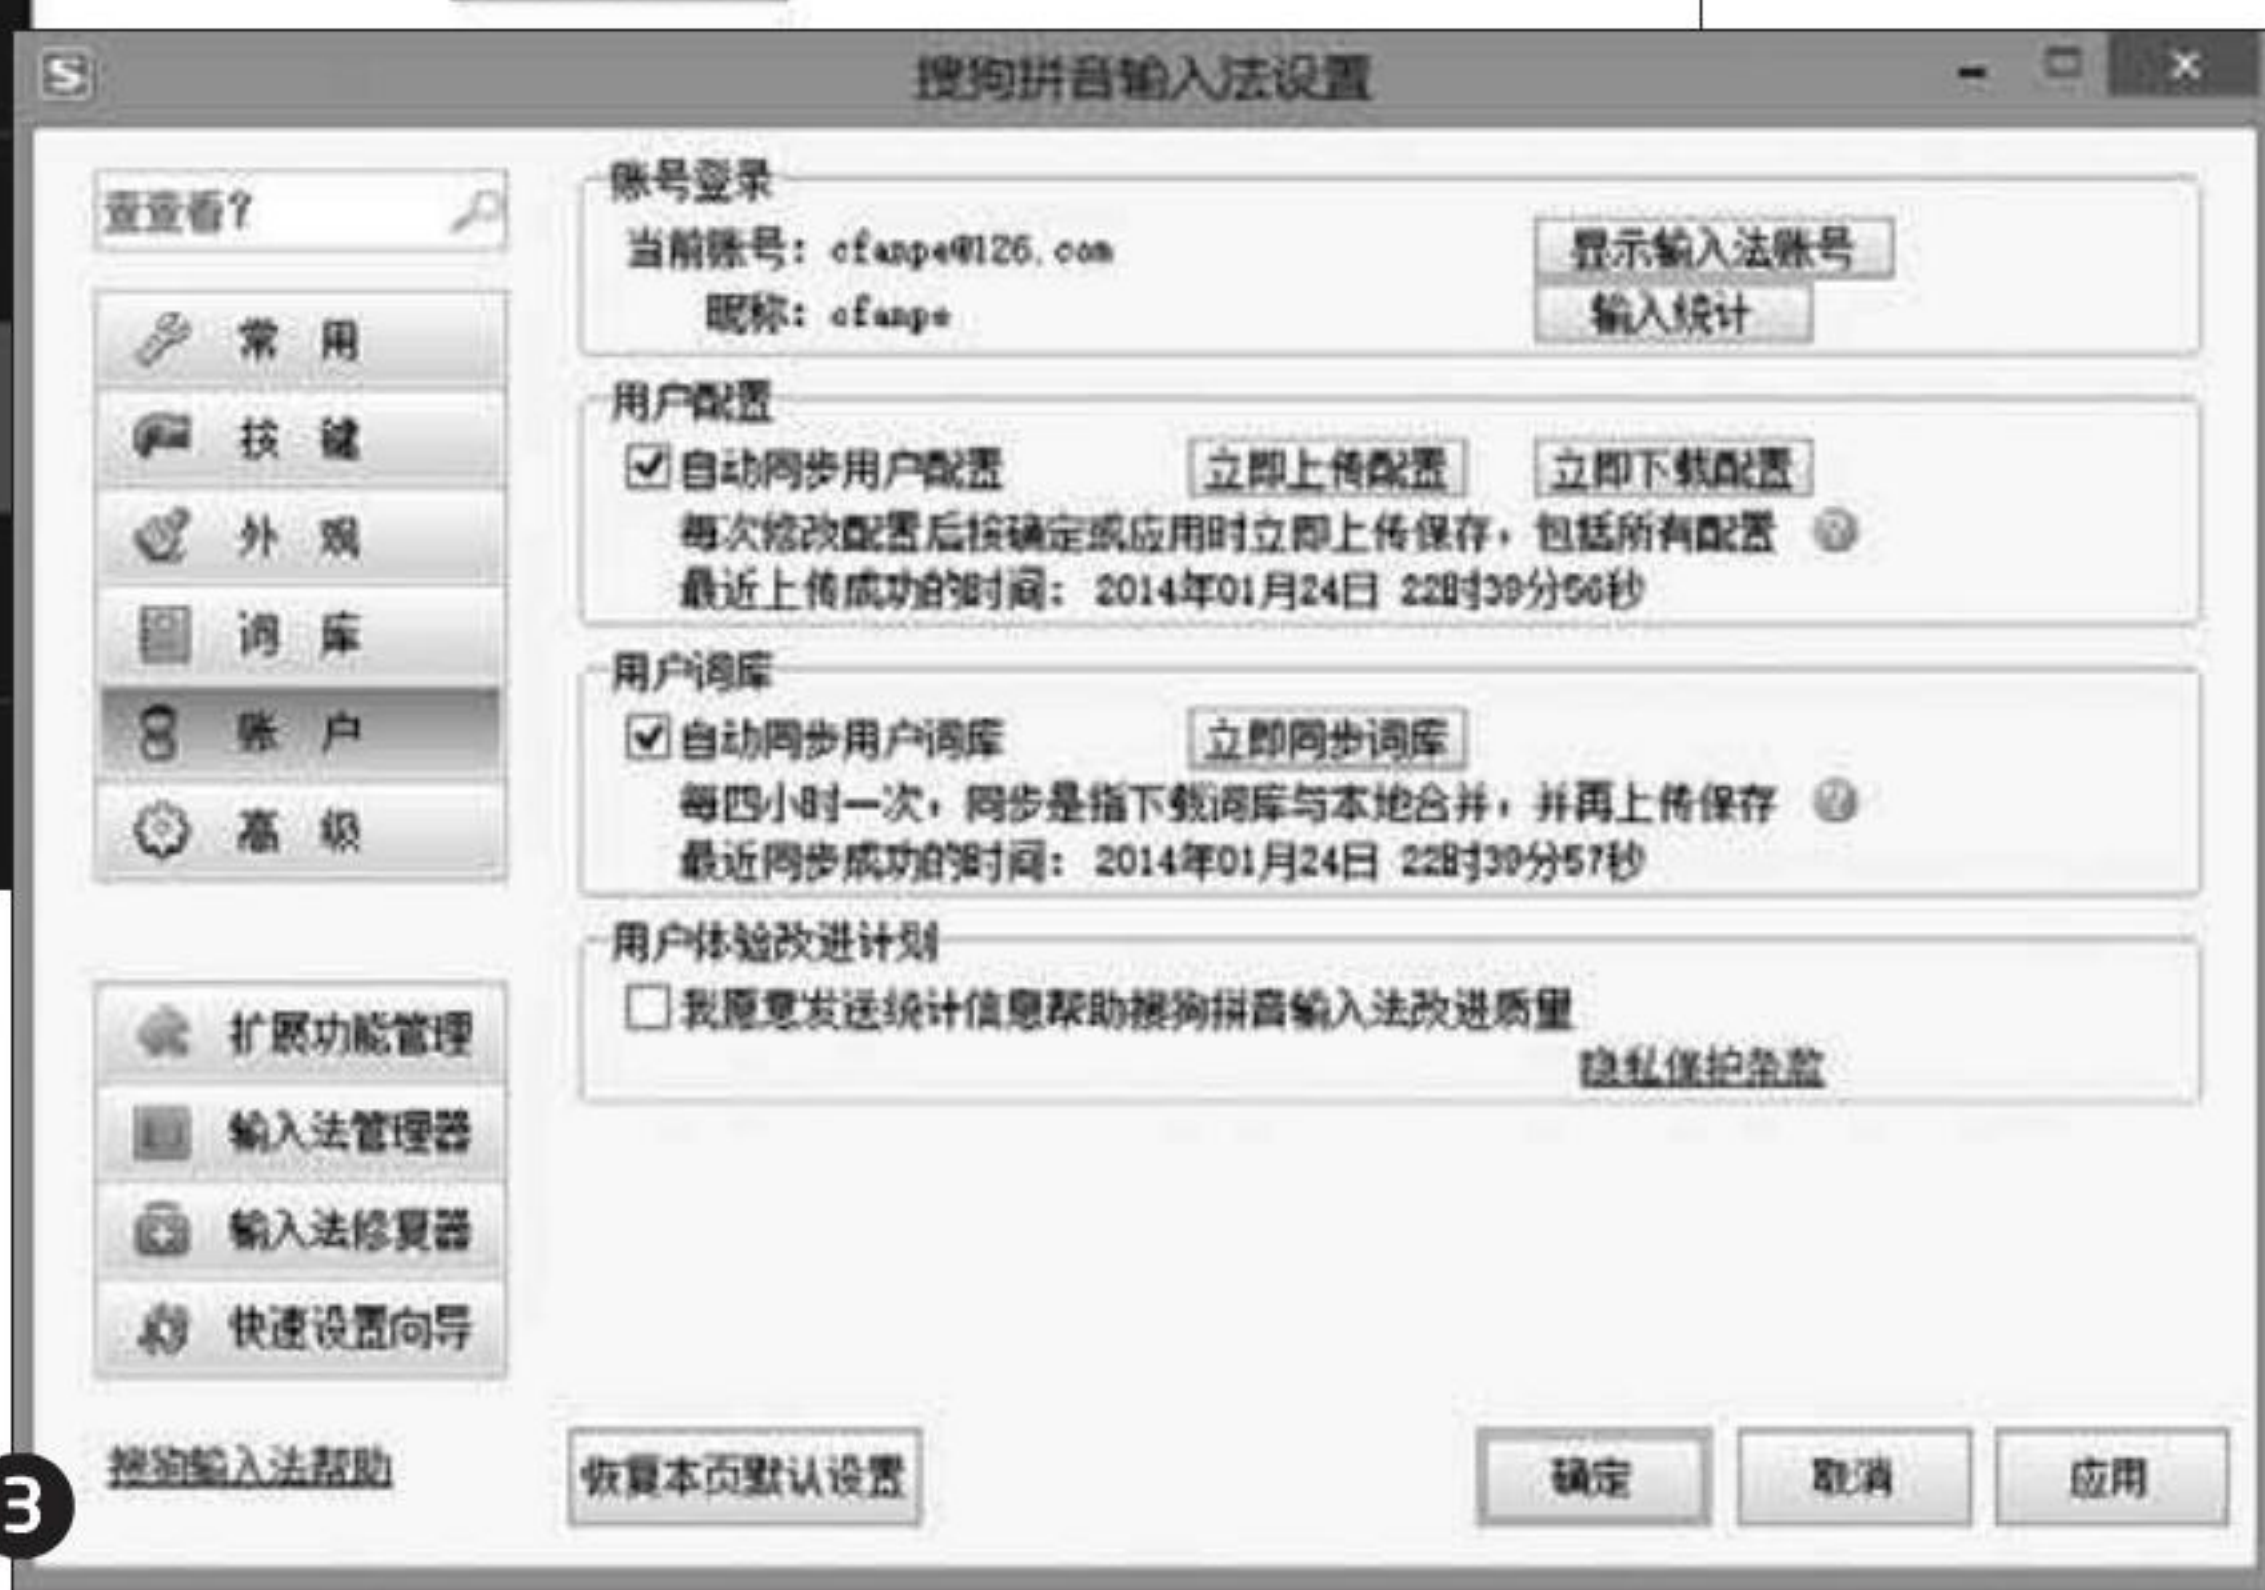 S
搜狗拼音输入法设置
查查看?
常 用
按 键
外 观
词 库
账 户
高 级
扩展功能管理
输入法管理器
输入法修复器
快速设置向导
搜狗输入法帮助
账号登录
当前账号: cfanpe@126.com
显示输入法账号
昵称: cfanpe
输入统计
用户配置
自动同步用户配置
立即上传配置
立即下载配置
每次修改配置后按确定或应用时立即上传保存，包括所有配置
最近上传成功的时间: 2014年01月24日 22时39分56秒
用户词库
自动同步用户词库
立即同步词库
每四小时一次，同步是指下载词库与本地合并，并再上传保存
最近同步成功的时间: 2014年01月24日 22时39分57秒
用户体验改进计划
我愿意发送统计信息帮助搜狗拼音输入法改进质量
隐私保护条款
恢复本页默认设置
确定
取消
应用
3